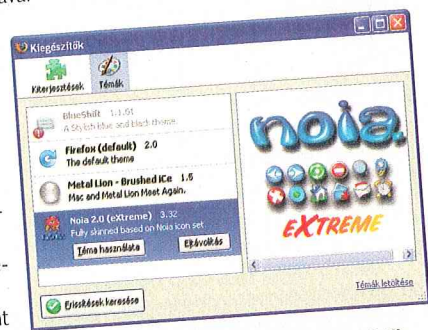 Kiegészítők
Kiterjesztések Témák
BlueShift 1.1.51
A Stylish blue and black theme.
Firefox (default) 2.0
The default theme
Metal Lion - Brushed iCe 1.5
Mac and Metal Lion Meet Again.
Noia 2.0 (eXtreme) 3.32
Fully skinned based on Noia icon set
Téma használata Eltávolítás
noia
EXTREME
Témák letöltése
Frissítések keresése